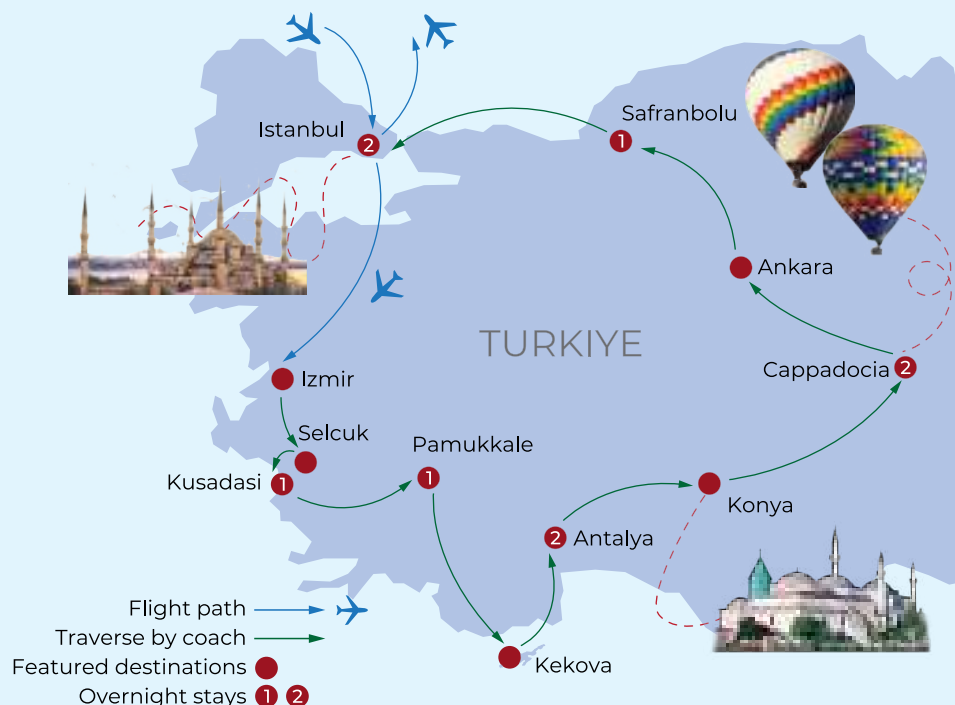 Safranbolu
1
Istanbul
2
Ankara
TURKIYE
Cappadocia
2
Izmir
Selcuk
Pamukkale
Kusadasi
1
1
Konya
2
Antalya
Flight path
Traverse by coach
Kekova
Featured destinations
Overnight stays 1 2